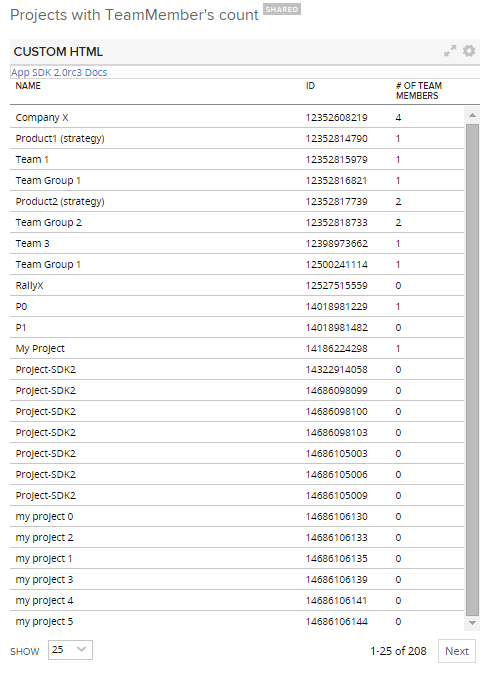 Projects with TeamMember's count SHARED
CUSTOM HTML
App SDK 2.0rc3 Docs
NAME ID # OF TEAM MEMBERS
Company X 12352608219 4
Product1 (strategy) 12352814790 1
Team 1 12352815979 1
Team Group 1 12352816821 1
Product2 (strategy) 12352817739 2
Team Group 2 12352818733 2
Team 3 12398973662 1
Team Group 1 12500241114 1
RallyX 12527515559 0
P0 14018981229 1
P1 14018981482 0
My Project 14186224298 1
Project-SDK2 14322914058 0
Project-SDK2 14686098099 0
Project-SDK2 14686098100 0
Project-SDK2 14686098103 0
Project-SDK2 14686105003 0
Project-SDK2 14686105006 0
Project-SDK2 14686105009 0
my project 0 14686106130 0
my project 2 14686106133 0
my project 1 14686106135 0
my project 3 14686106139 0
my project 4 14686106141 0
my project 5 14686106144 0
SHOW 25 1-25 of 208 Next